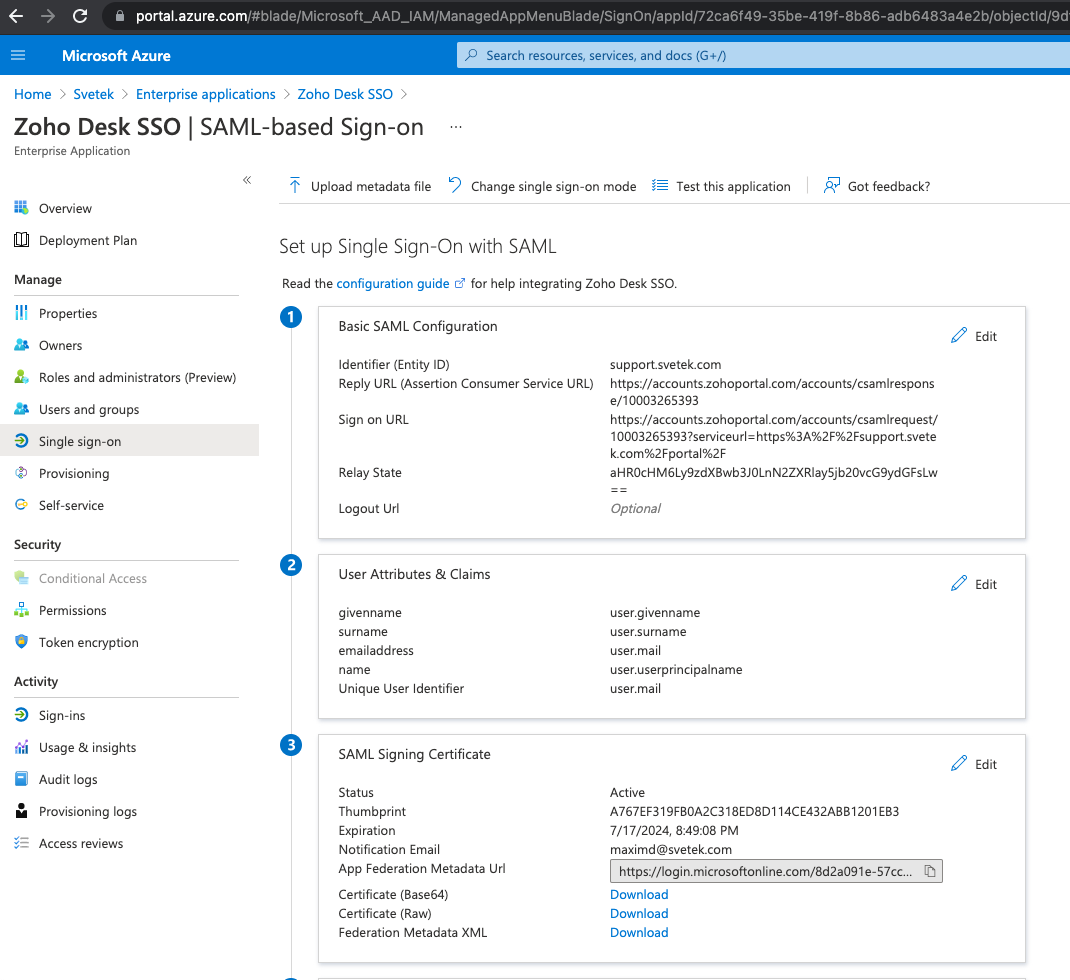 portal.azure.com/#blade/Microsoft_AAD_IAM/ManagedAppMenuBlade/SignOn/appId/72ca6f49-35be-419f-8b86-adb6483a4e2b/objectId/9d
Microsoft Azure
Search resources, services, and docs (G+/)
Home > Svetek > Enterprise applications > Zoho Desk SSO >
Zoho Desk SSO | SAML-based Sign-on ...
Enterprise Application
«
Overview
Deployment Plan
Manage
Properties
Owners
Roles and administrators (Preview)
Users and groups
Single sign-on
Provisioning
Self-service
Security
Conditional Access
Permissions
Token encryption
Activity
Sign-ins
Usage & insights
Audit logs
Provisioning logs
Access reviews
Upload metadata file Change single sign-on mode Test this application | Got feedback?
Set up Single Sign-On with SAML
Read the configuration guide for help integrating Zoho Desk SSO.
1
Basic SAML Configuration
Edit
Identifier (Entity ID) support.svetek.com
Reply URL (Assertion Consumer Service URL) https://accounts.zohoportal.com/accounts/csamlrespons
e/10003265393
Sign on URL https://accounts.zohoportal.com/accounts/csamlrequest/
10003265393?serviceurl=https%3A%2F%2Fsupport.svete
k.com%2Fportal%2F
Relay State aHR0cHM6Ly9zdXBwb3J0LnN2ZXRlay5jb20vcG9ydGFsLw
==
Logout Url Optional
2
User Attributes & Claims
Edit
givenname user.givenname
surname user.surname
emailaddress user.mail
name user.userprincipalname
Unique User Identifier user.mail
3
SAML Signing Certificate
Edit
Status Active
Thumbprint A767EF319FB0A2C318ED8D114CE432ABB1201EB3
Expiration 7/17/2024, 8:49:08 PM
Notification Email maximd@svetek.com
App Federation Metadata Url https://login.microsoftonline.com/8d2a091e-57cc...
Certificate (Base64) Download
Certificate (Raw) Download
Federation Metadata XML Download